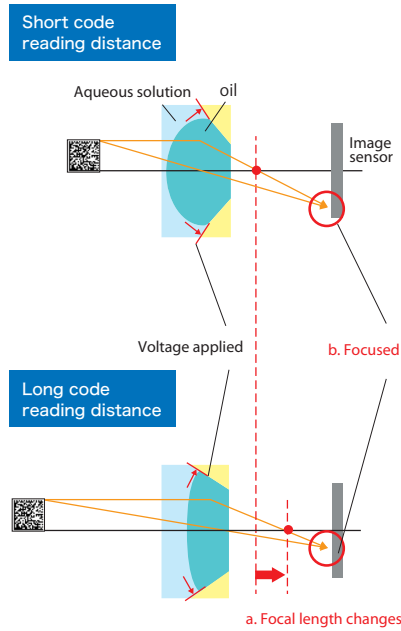 Short code
reading distance
Aqueous solution
oil
Image
sensor
Voltage applied
b. Focused
Long code
reading distance
a. Focal length changes